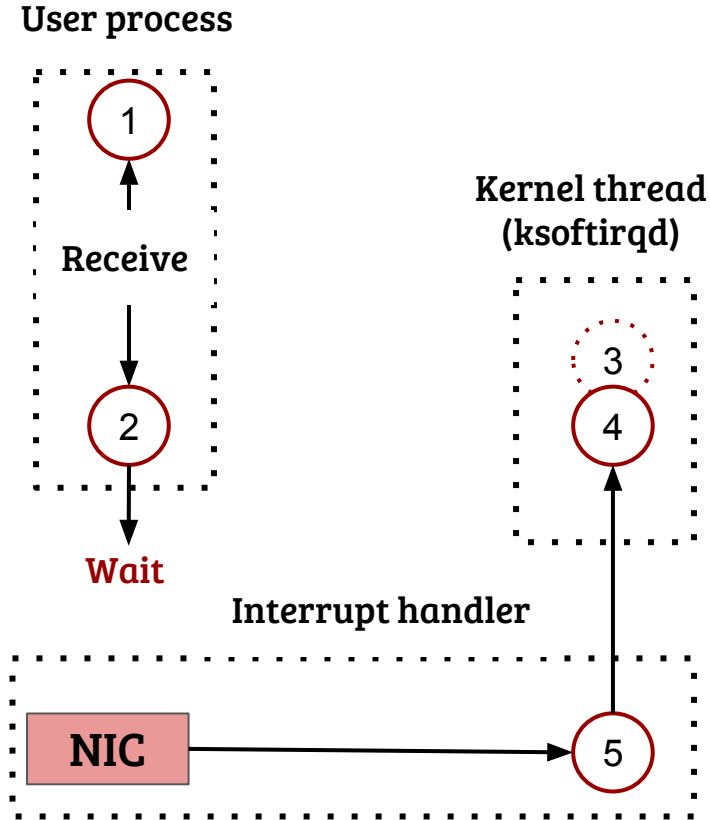 User process
1
Receive
2
Wait
Kernel thread
(ksoftirqd)
3
4
Interrupt handler
NIC
5